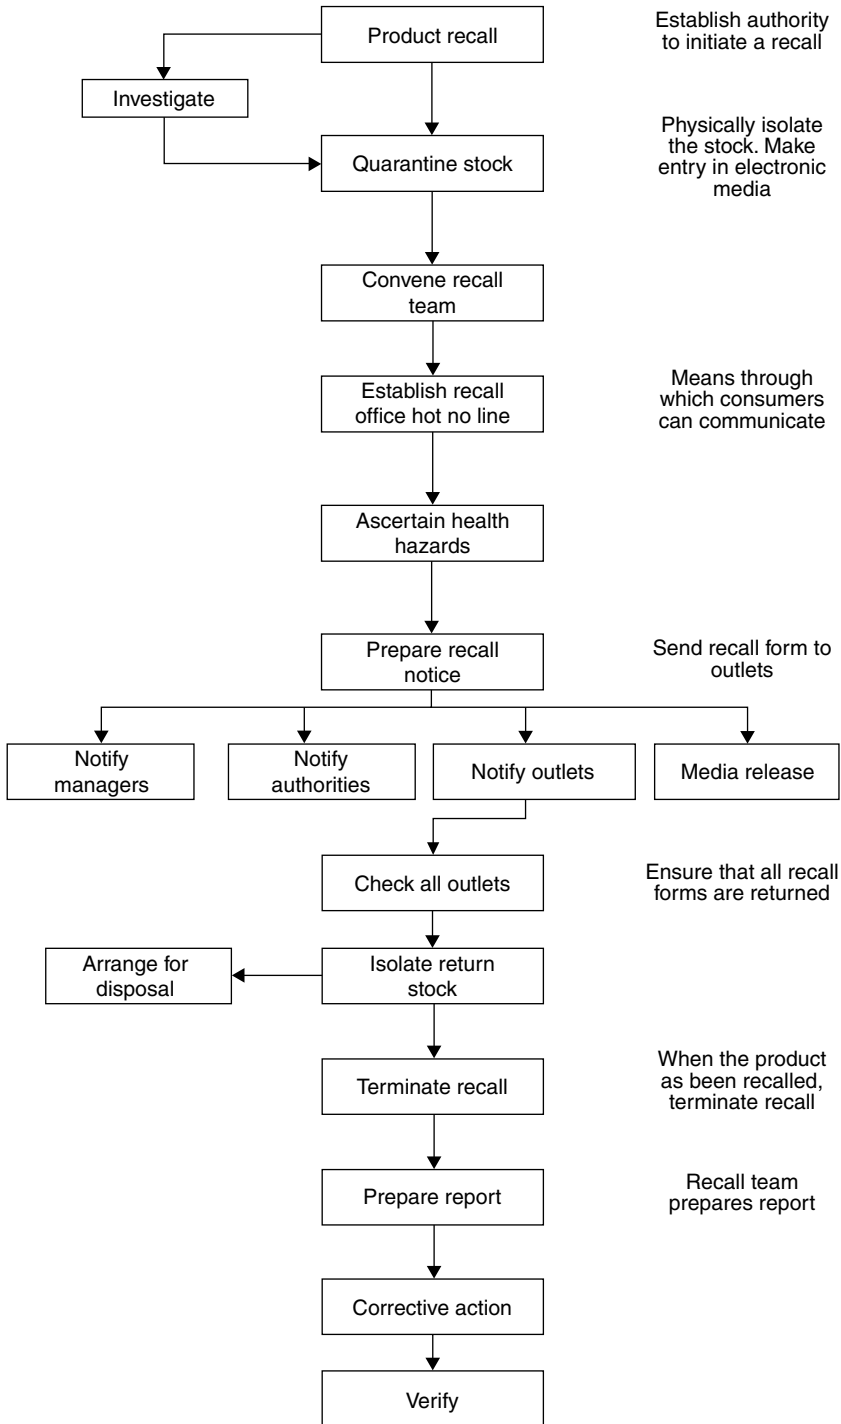 Product recall
Establish authority
to initiate a recall
Investigate
Quarantine stock
Physically isolate
the stock. Make
entry in electronic
media
Convene recall
team
Establish recall
office hot no line
Means through
which consumers
can communicate
Ascertain health
hazards
Prepare recall
notice
Send recall form to
outlets
Notify
managers
Notify
authorities
Notify outlets
Media release
Check all outlets
Ensure that all recall
forms are returned
Arrange for
disposal
Isolate return
stock
Terminate recall
When the product
as been recalled,
terminate recall
Prepare report
Recall team
prepares report
Corrective action
Verify